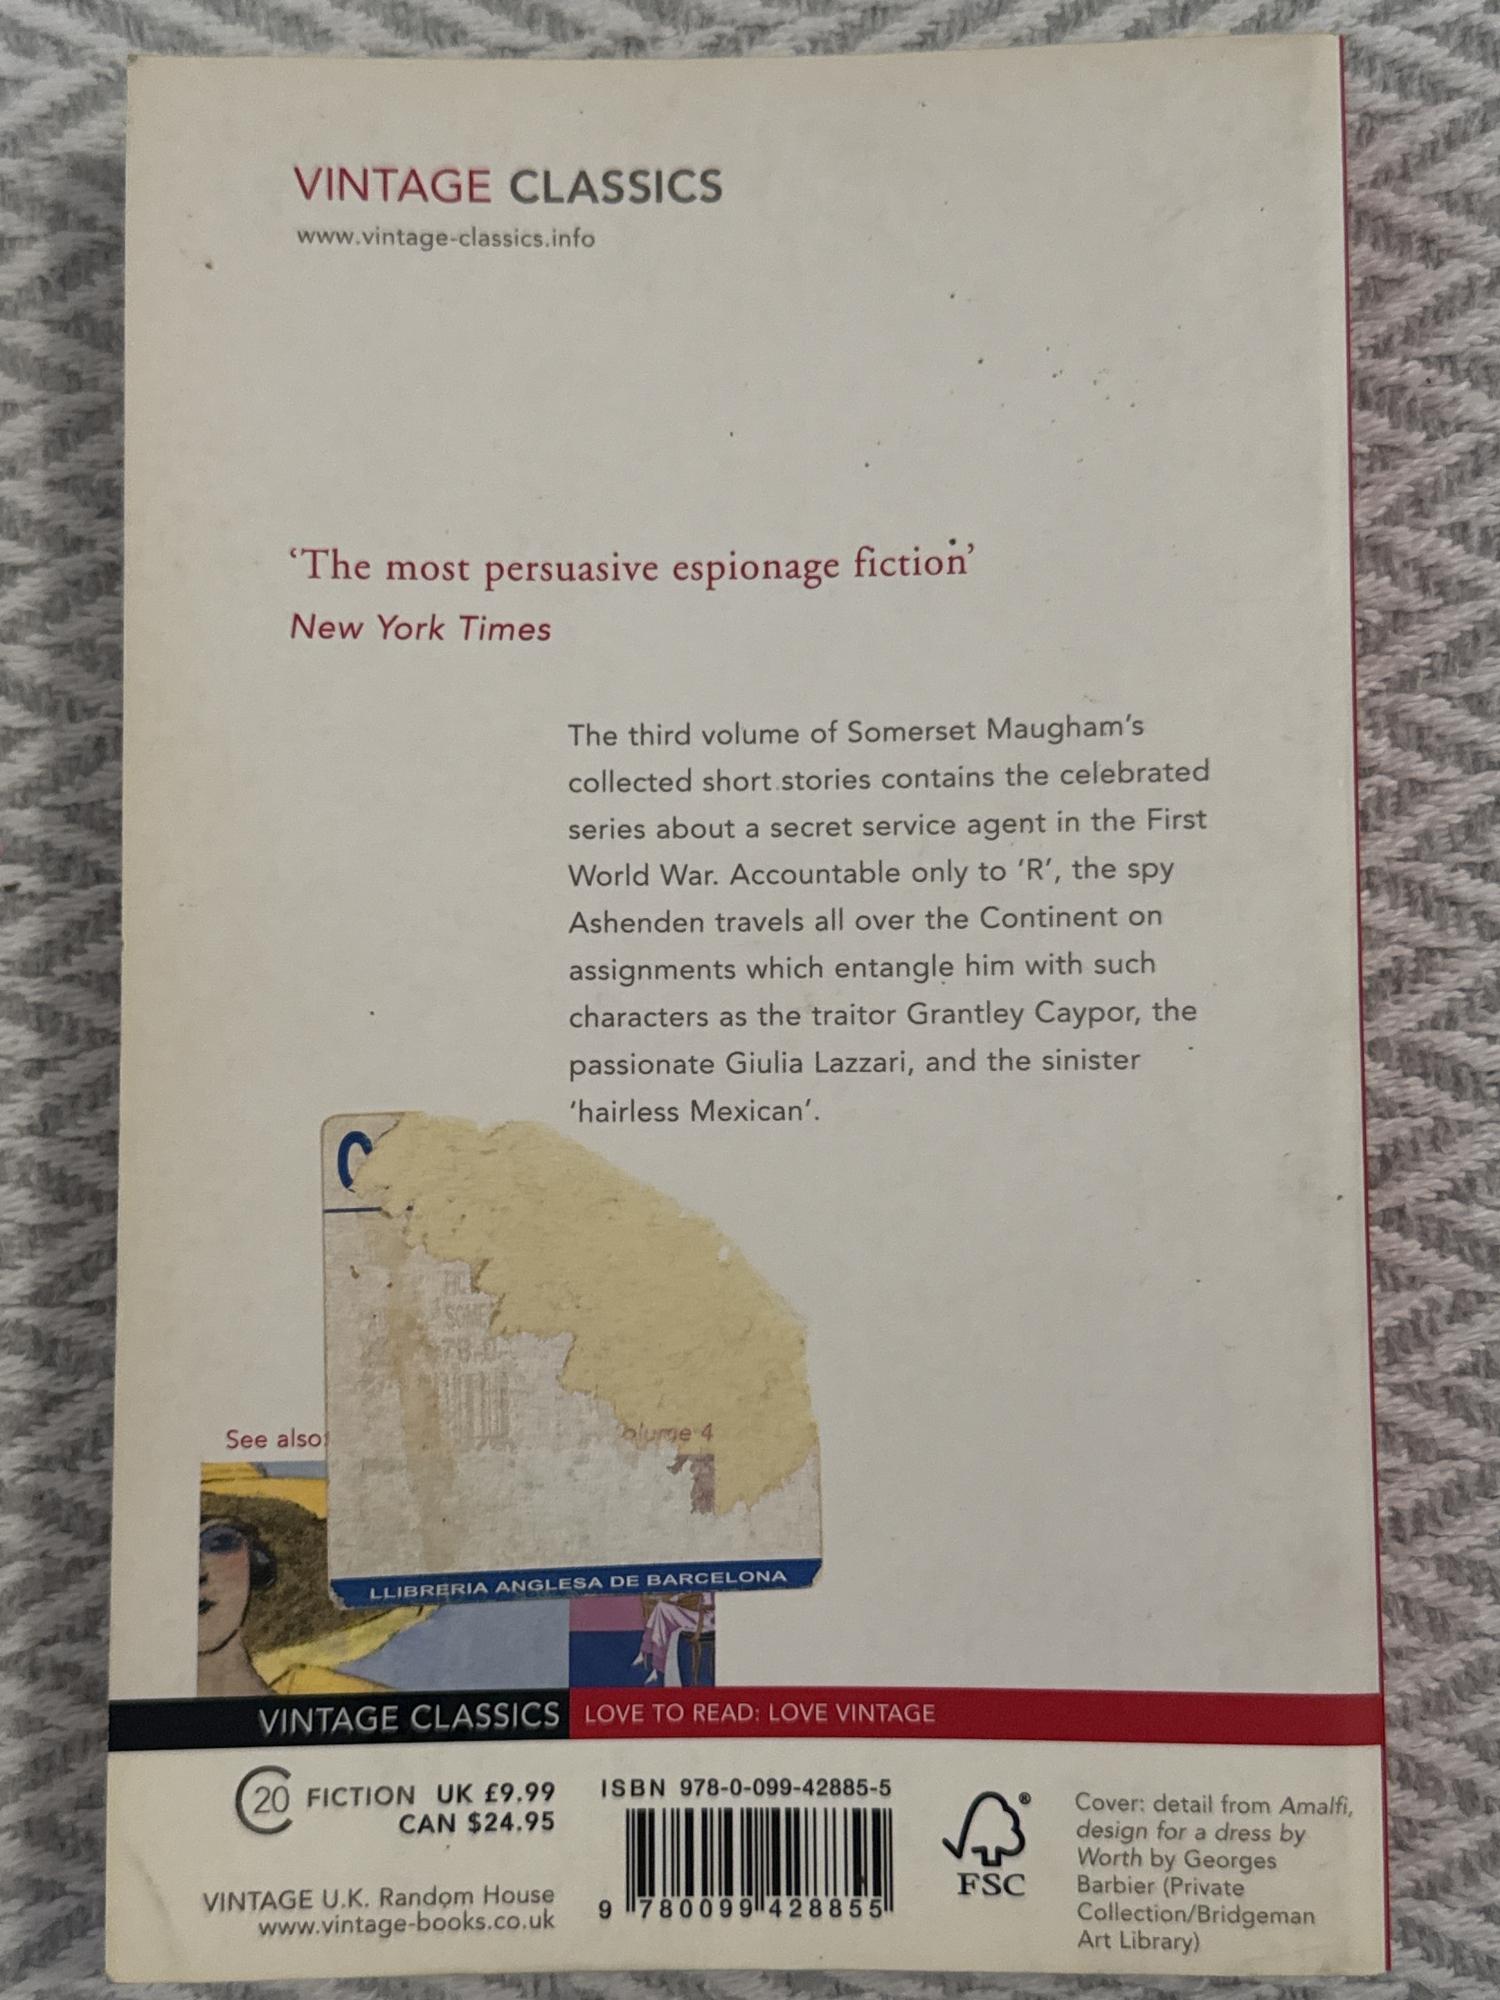 VINTAGE CLASSICS
www.vintage-classics.info
‘The most persuasive espionage fiction’
New York Times
The third volume of Somerset Maugham’s
collected short stories contains the celebrated
series about a secret service agent in the First
World War. Accountable only to ‘R’, the spy
Ashenden travels all over the Continent on
assignments which entangle him with such
characters as the traitor Grantley Caypor, the
passionate Giulia Lazzari, and the sinister
‘hairless Mexican’.
See also:
olume 4
LLIBRERIA ANGLESA DE BARCELONA
VINTAGE CLASSICS LOVE TO READ: LOVE VINTAGE
C20 FICTION UK £9.99
CAN $24.95
VINTAGE U.K. Random House
www.vintage-books.co.uk
ISBN 978-0-099-42885-5
9 780099 428855
®
FSC
Cover: detail from Amalfi,
design for a dress by
Worth by Georges
Barbier (Private
Collection/Bridgeman
Art Library)